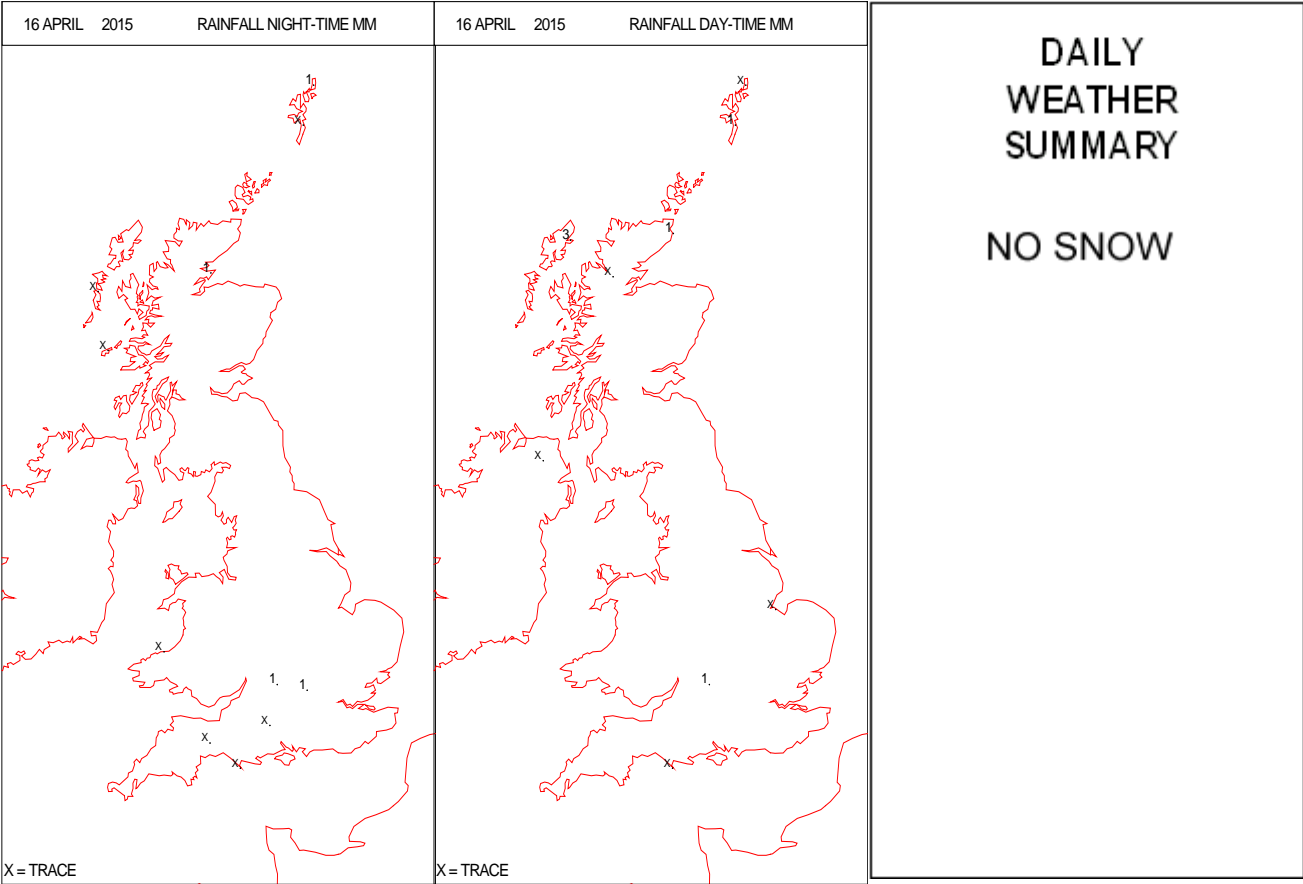 16 APRIL 2015 RAINFALL NIGHT-TIME MM
1.
x.
1.
x.
x.
x.
1. 1.
x.
x.
x.
X = TRACE
16 APRIL 2015 RAINFALL DAY-TIME MM
x.
1.
1.
3.
x.
x.
x.
1.
x.
X = TRACE
DAILY
WEATHER
SUMMARY
NO SNOW